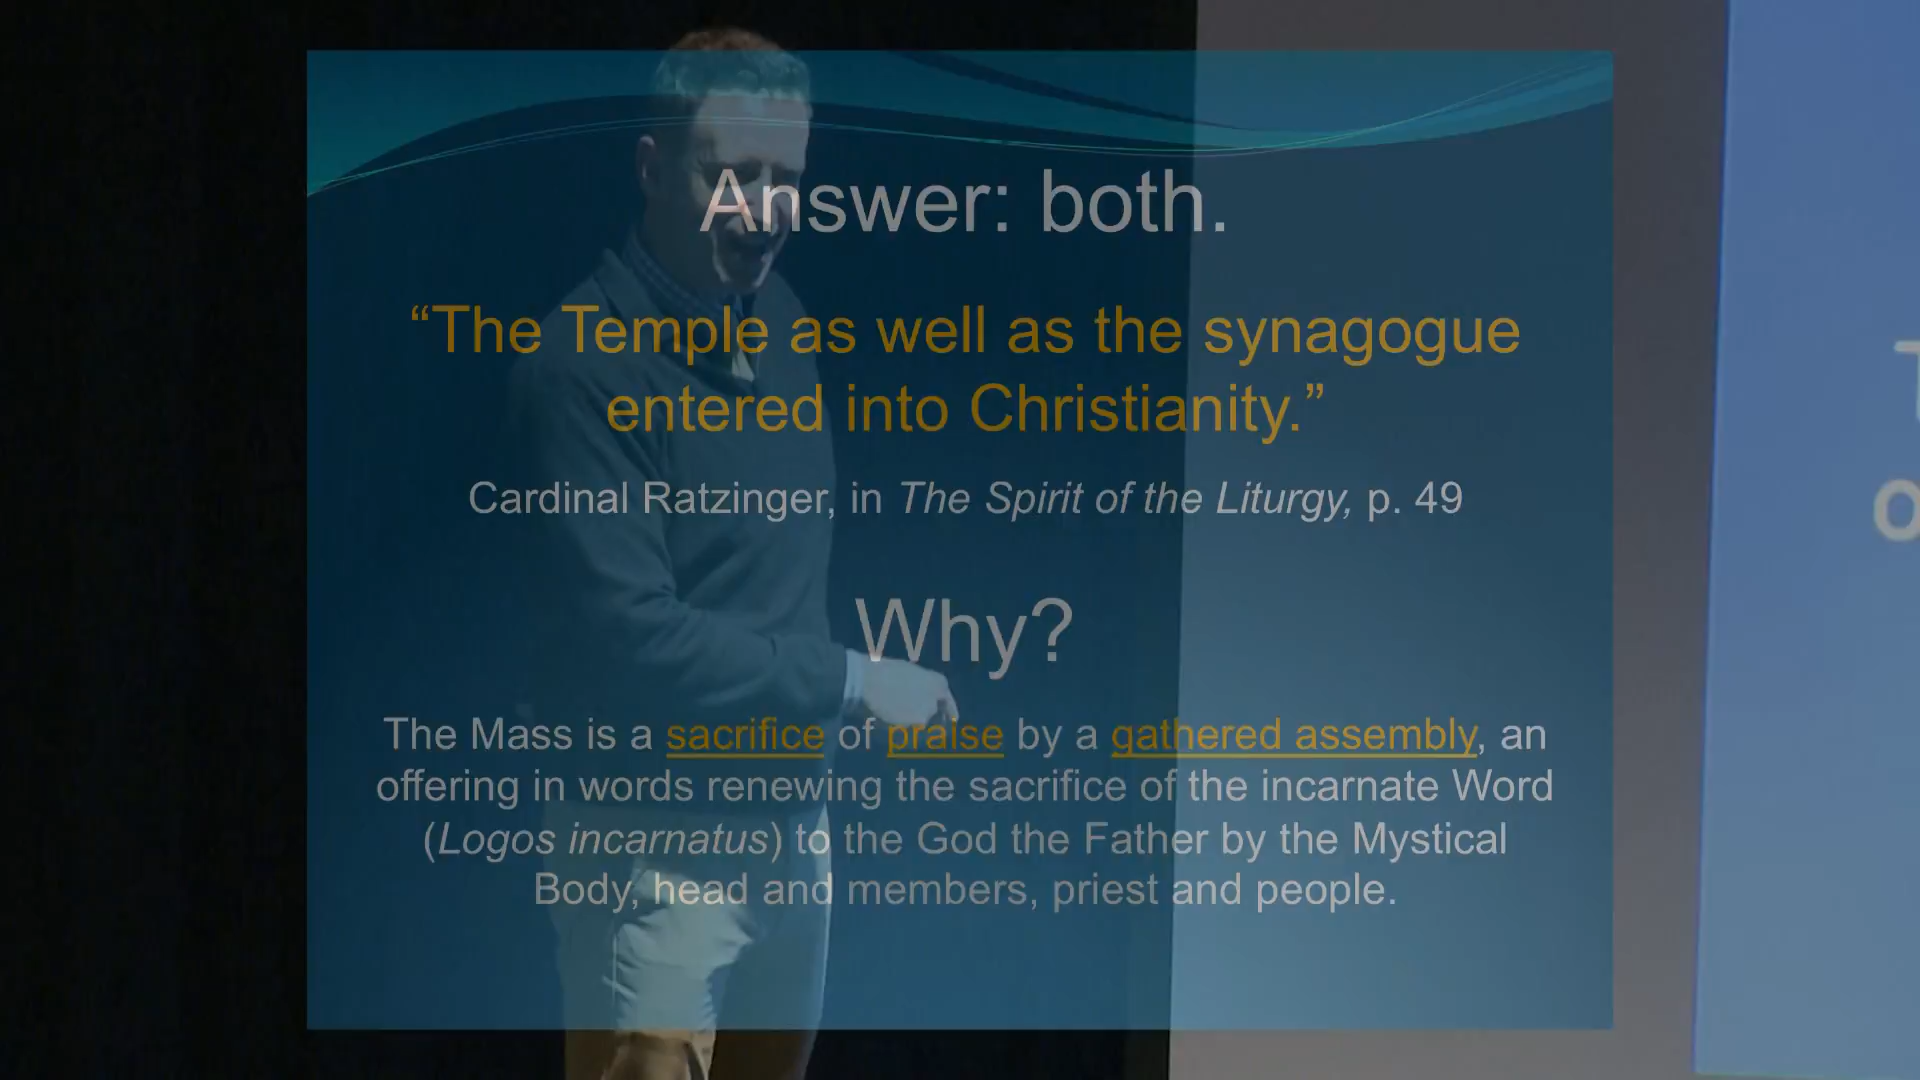 Answer: both.
“The Temple as well as the synagogue
entered into Christianity.”
Cardinal Ratzinger, in The Spirit of the Liturgy, p. 49
Why?
The Mass is a sacrifice of praise by a gathered assembly, an
offering in words renewing the sacrifice of the incarnate Word
(Logos incarnatus) to the God the Father by the Mystical
Body, head and members, priest and people.